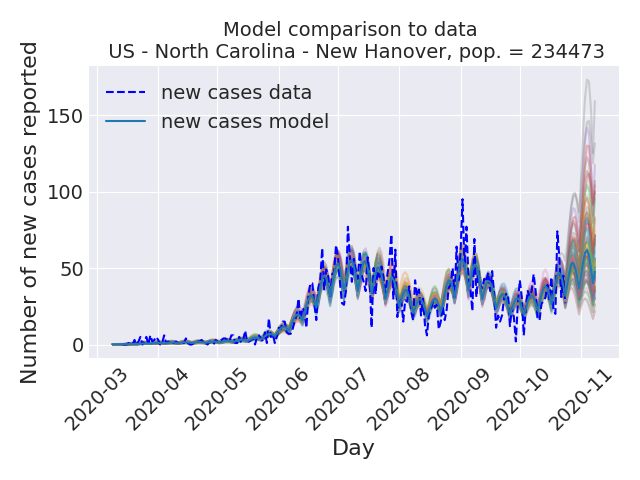 Model comparison to data
US - North Carolina - New Hanover, pop. = 234473
new cases data
new cases model
Number of new cases reported
150
100
50
0
2020-03
2020-04
2020-05
2020-06
2020-07
2020-08
2020-09
2020-10
2020-11
Day